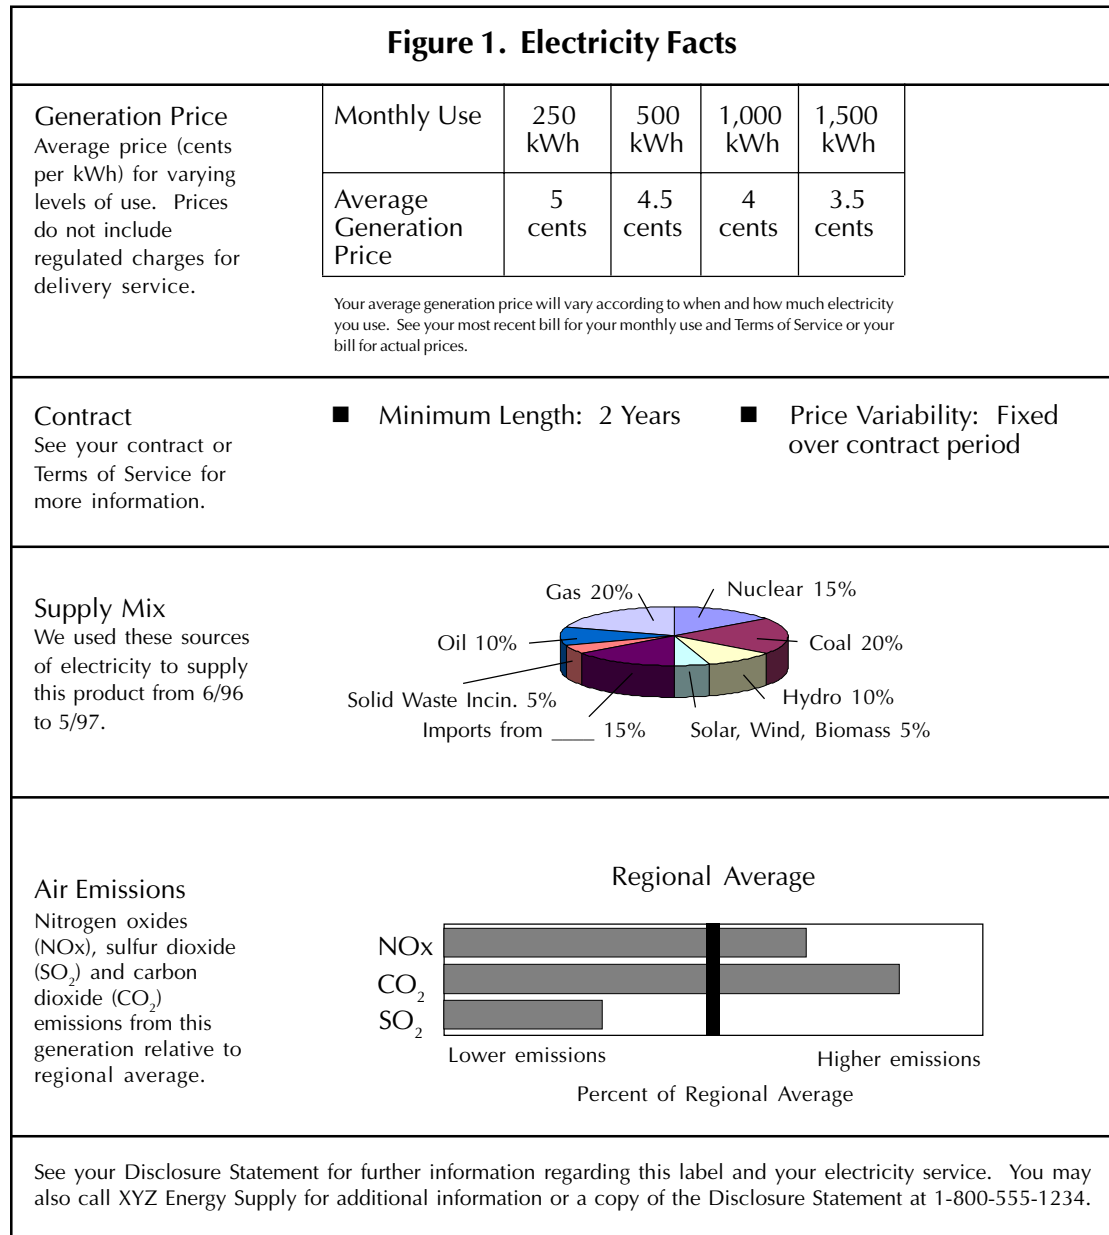 Figure 1. Electricity Facts
Generation Price
Average price (cents
per kWh) for varying
levels of use. Prices
do not include
regulated charges for
delivery service.
Monthly Use
250
kWh
500
kWh
1,000
kWh
1,500
kWh
Average
Generation
Price
5
cents
4.5
cents
4
cents
3.5
cents
Your average generation price will vary according to when and how much electricity
you use. See your most recent bill for your monthly use and Terms of Service or your
bill for actual prices.
Contract
See your contract or
Terms of Service for
more information.
■ Minimum Length: 2 Years
■ Price Variability: Fixed
over contract period
Supply Mix
We used these sources
of electricity to supply
this product from 6/96
to 5/97.
Gas 20%
Nuclear 15%
Oil 10%
Coal 20%
Solid Waste Incin. 5%
Hydro 10%
Imports from ____ 15%
Solar, Wind, Biomass 5%
Air Emissions
Nitrogen oxides
(NOx), sulfur dioxide
(SO₂) and carbon
dioxide (CO₂)
emissions from this
generation relative to
regional average.
Regional Average
NOx
CO₂
SO₂
Lower emissions
Higher emissions
Percent of Regional Average
See your Disclosure Statement for further information regarding this label and your electricity service. You may
also call XYZ Energy Supply for additional information or a copy of the Disclosure Statement at 1-800-555-1234.